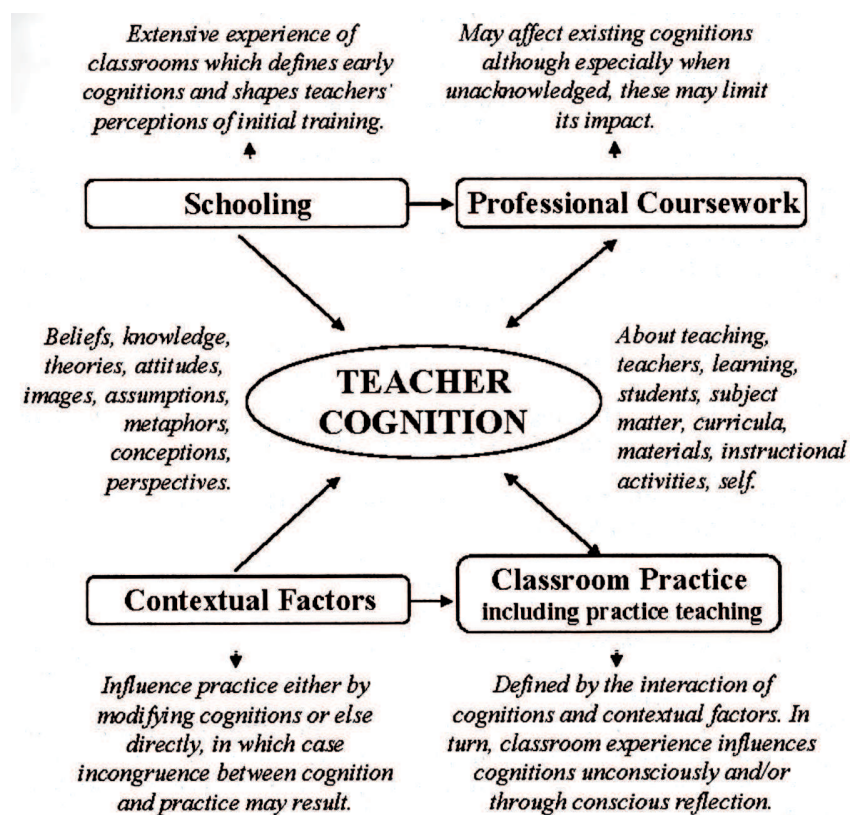 Extensive experience of
classrooms which defines early
cognitions and shapes teachers'
perceptions of initial training.
May affect existing cognitions
although especially when
unacknowledged, these may limit
its impact.
Schooling
Professional Coursework
Beliefs, knowledge,
theories, attitudes,
images, assumptions,
metaphors,
conceptions,
perspectives.
TEACHER
COGNITION
About teaching,
teachers, learning,
students, subject
matter, curricula,
materials, instructional
activities, self.
Contextual Factors
Classroom Practice
including practice teaching
Influence practice either by
modifying cognitions or else
directly, in which case
incongruence between cognition
and practice may result.
Defined by the interaction of
cognitions and contextual factors. In
turn, classroom experience influences
cognitions unconsciously and/or
through conscious reflection.